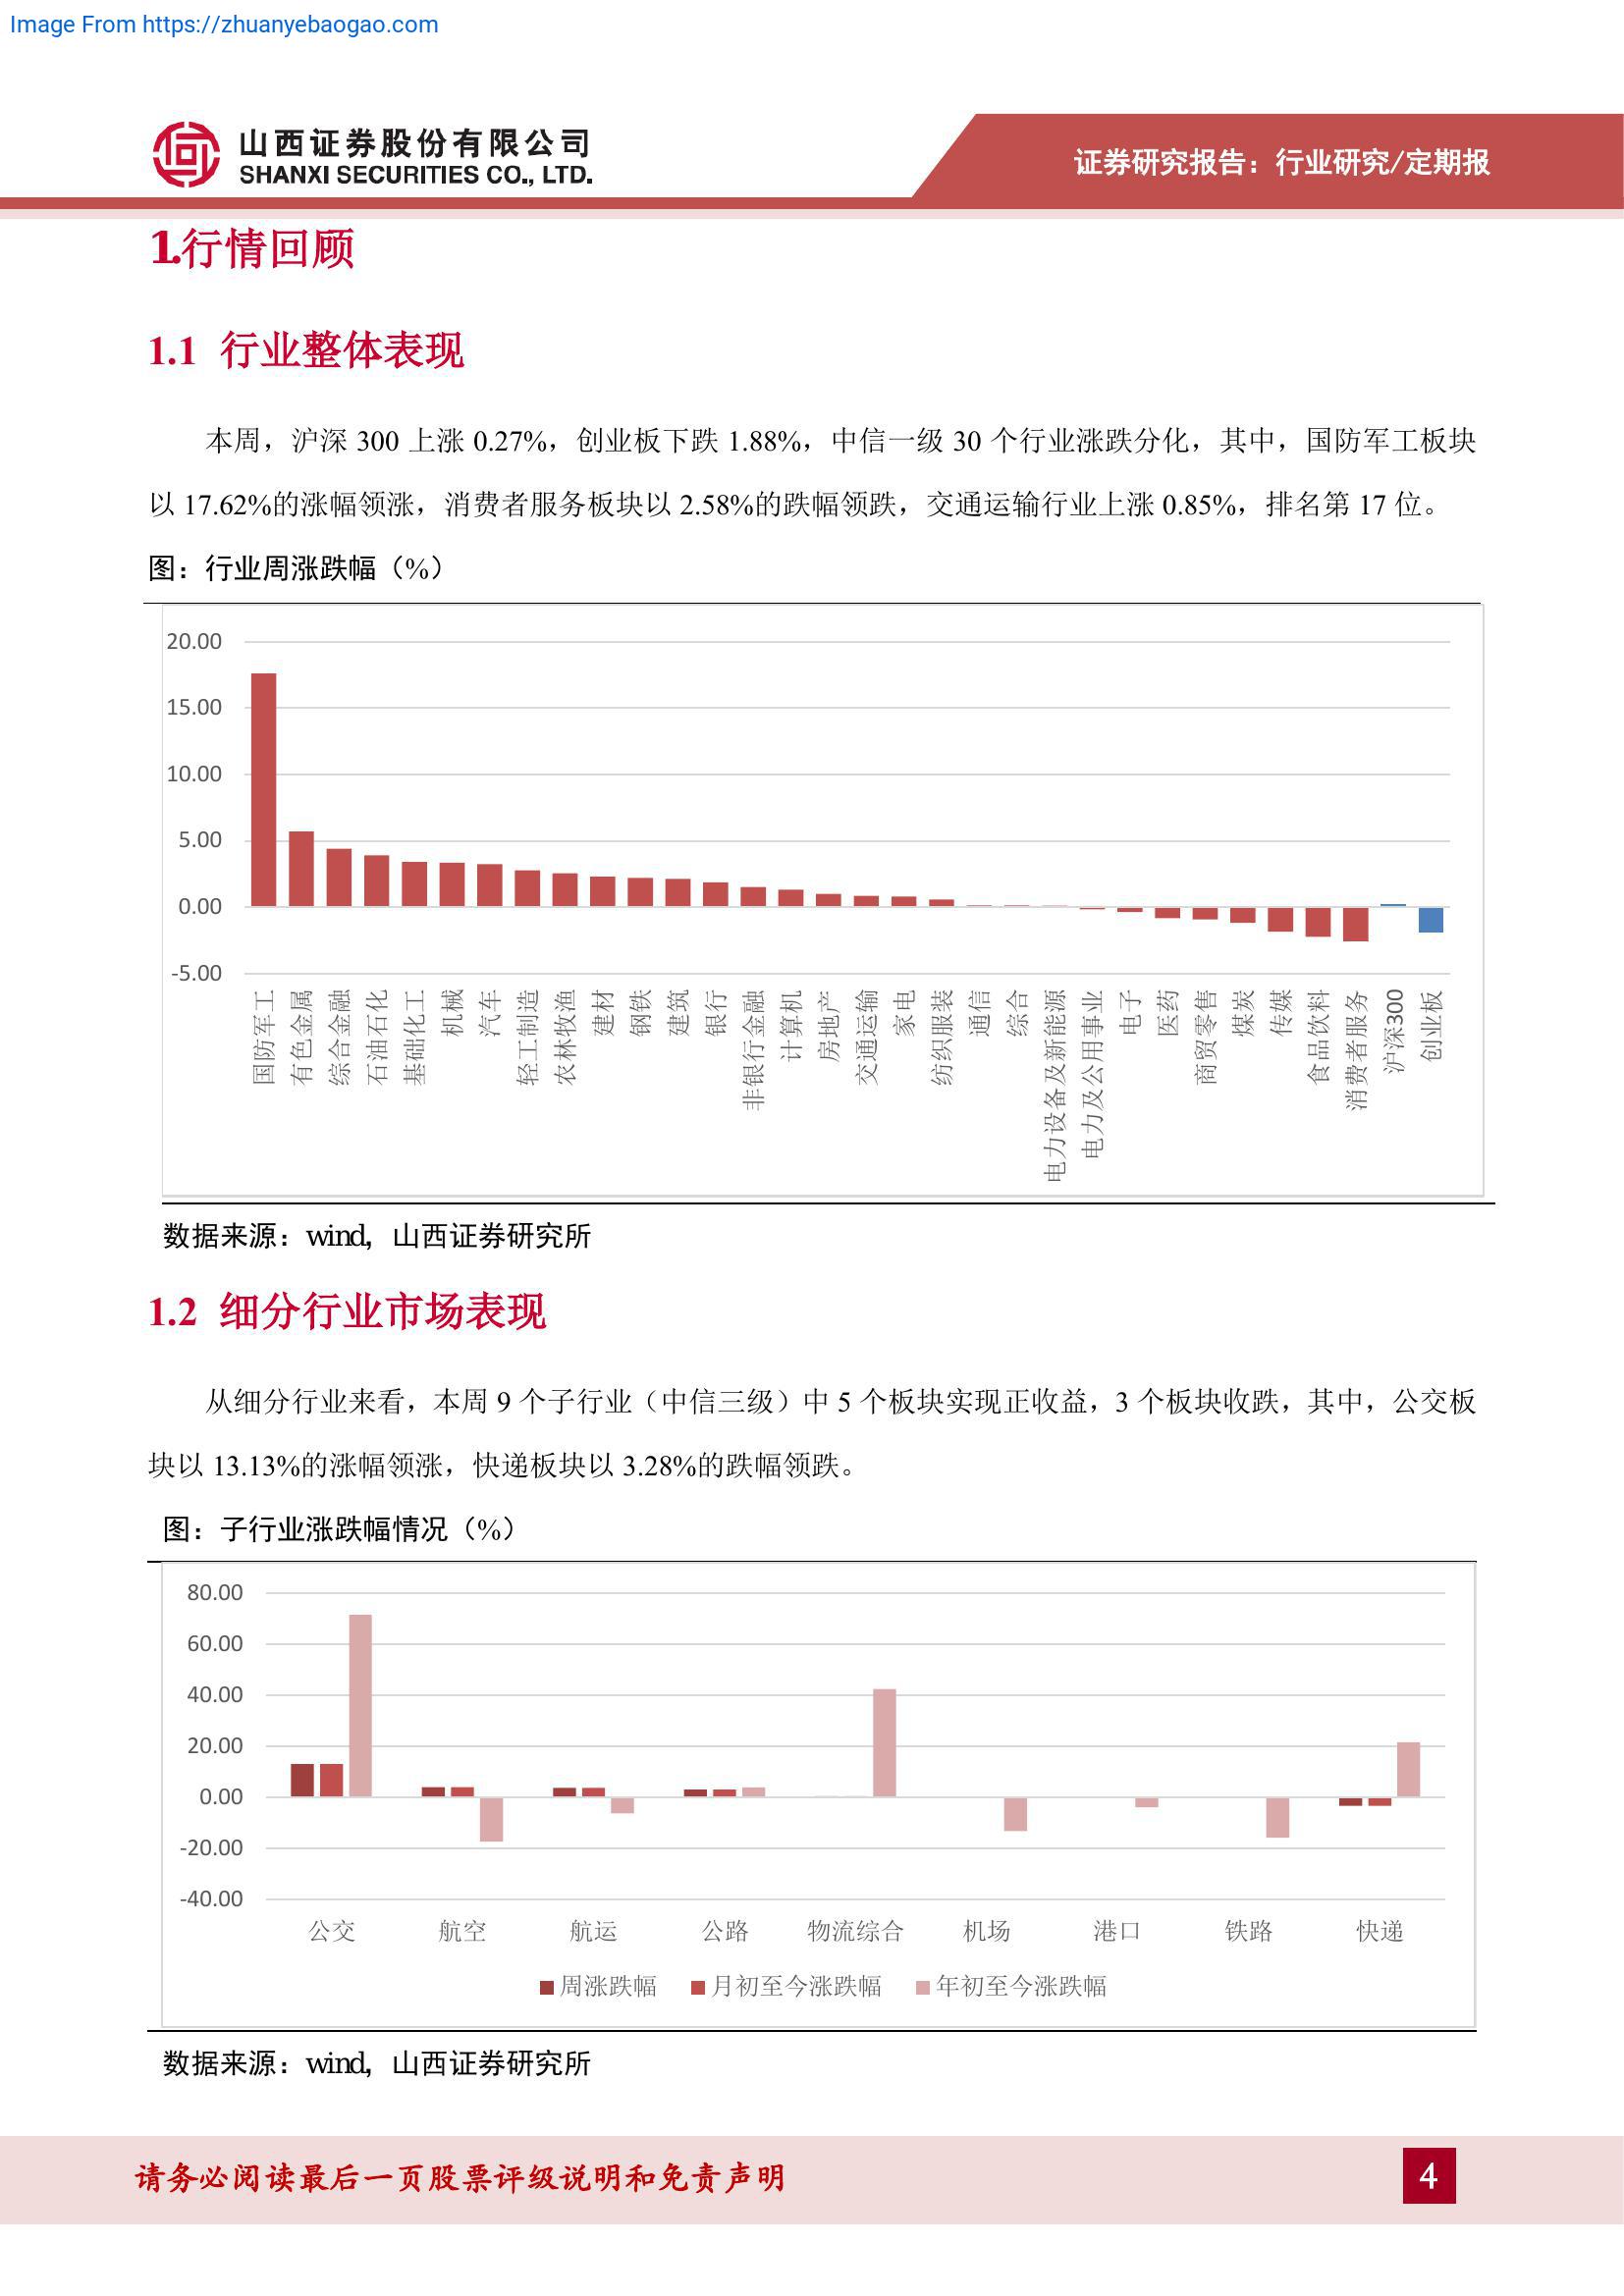 Image From https://zhuanyebaogao.com
山西证券股份有限公司
SHANXI SECURITIES CO., LTD.
证券研究报告：行业研究/定期报
1.行情回顾
1.1 行业整体表现
本周，沪深 300 上涨 0.27%，创业板下跌 1.88%，中信一级 30 个行业涨跌分化，其中，国防军工板块
以 17.62%的涨幅领涨，消费者服务板块以 2.58%的跌幅领跌，交通运输行业上涨 0.85%，排名第 17 位。
图：行业周涨跌幅（%）
20.00
15.00
10.00
5.00
0.00
-5.00
国防军工
有色金属
综合金融
石油石化
基础化工
机械
汽车
轻工制造
农林牧渔
建材
钢铁
建筑
银行
非银行金融
计算机
房地产
交通运输
家电
纺织服装
通信
综合
电力设备及新能源
电力及公用事业
电子
医药
商贸零售
煤炭
传媒
食品饮料
消费者服务
沪深300
创业板
数据来源：wind，山西证券研究所
1.2 细分行业市场表现
从细分行业来看，本周 9 个子行业（中信三级）中 5 个板块实现正收益，3 个板块收跌，其中，公交板
块以 13.13%的涨幅领涨，快递板块以 3.28%的跌幅领跌。
图：子行业涨跌幅情况（%）
80.00
60.00
40.00
20.00
0.00
-20.00
-40.00
公交 航空 航运 公路 物流综合 机场 港口 铁路 快递
周涨跌幅 月初至今涨跌幅 年初至今涨跌幅
数据来源：wind，山西证券研究所
请务必阅读最后一页股票评级说明和免责声明
4